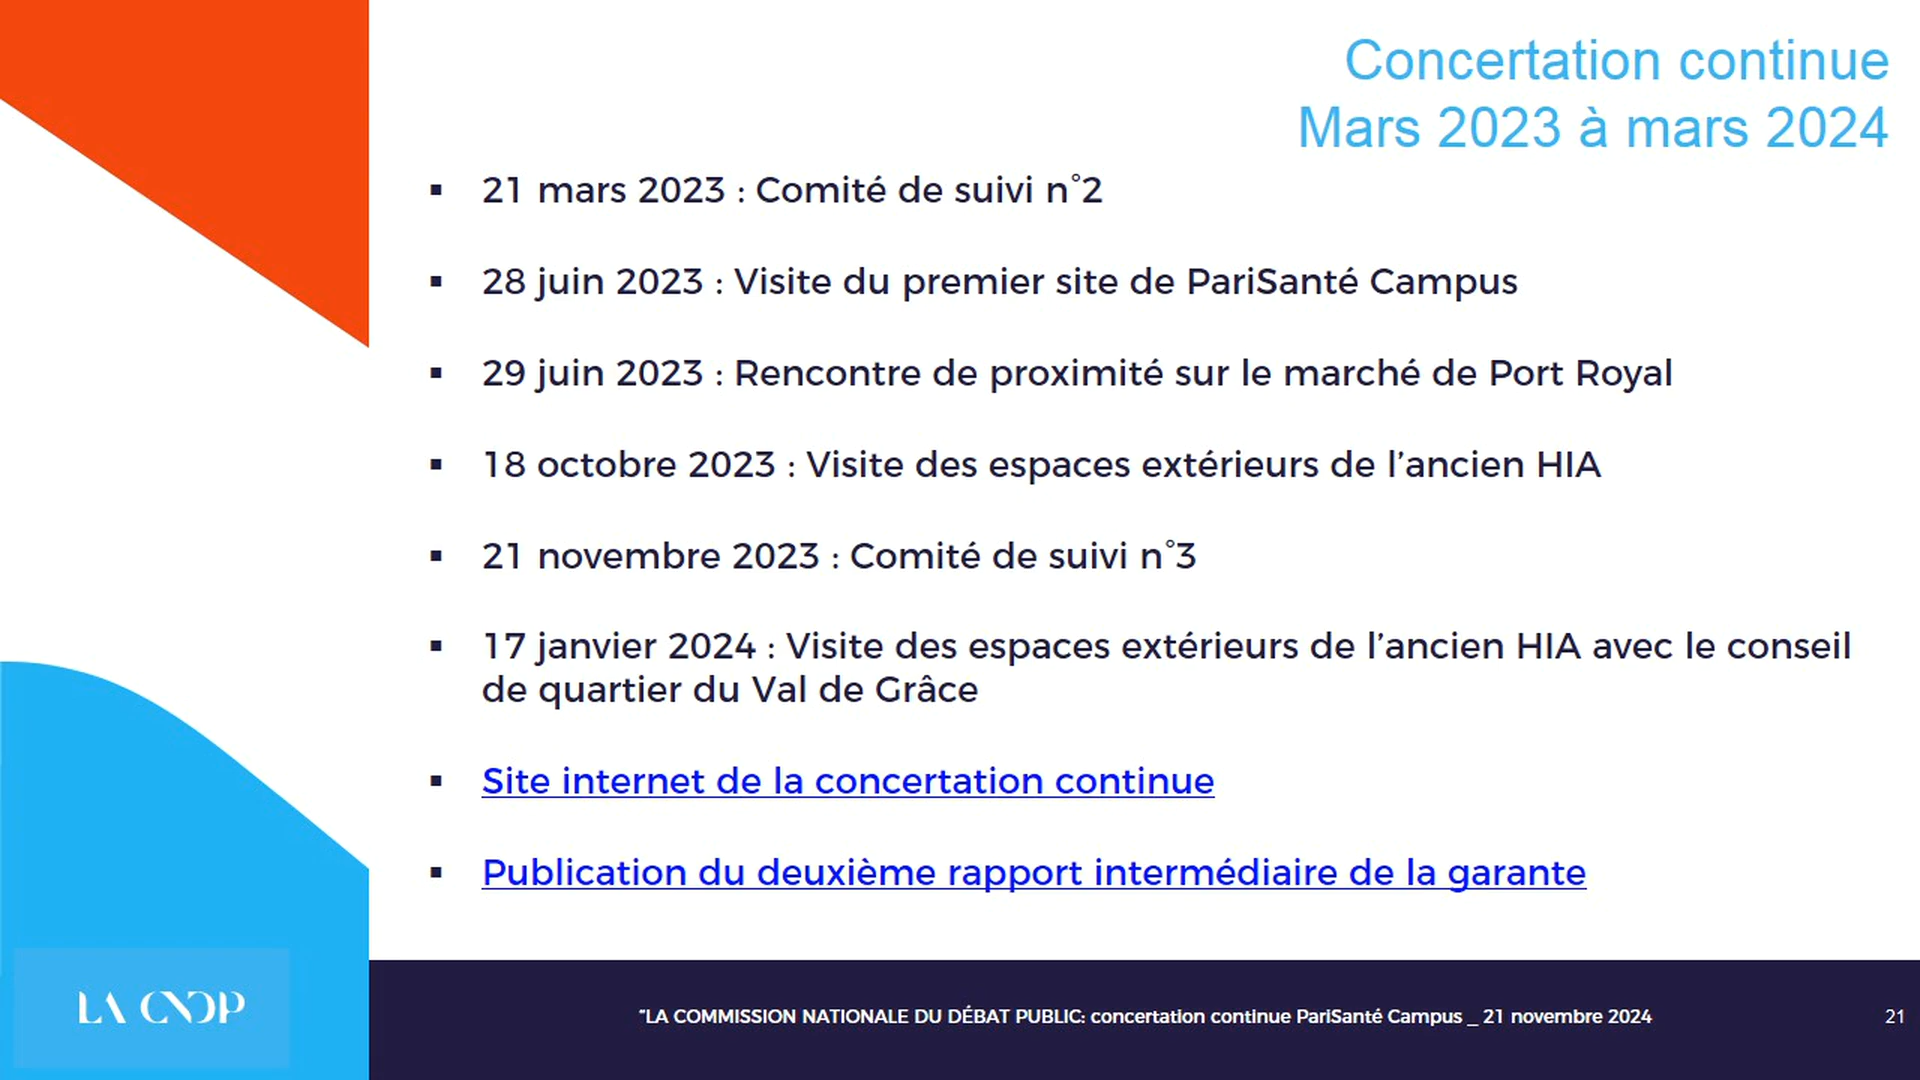 Concertation continue
Mars 2023 à mars 2024
▪ 21 mars 2023 : Comité de suivi n°2
▪ 28 juin 2023 : Visite du premier site de PariSanté Campus
▪ 29 juin 2023 : Rencontre de proximité sur le marché de Port Royal
▪ 18 octobre 2023 : Visite des espaces extérieurs de l’ancien HIA
▪ 21 novembre 2023 : Comité de suivi n°3
▪ 17 janvier 2024 : Visite des espaces extérieurs de l’ancien HIA avec le conseil
de quartier du Val de Grâce
▪ Site internet de la concertation continue
▪ Publication du deuxième rapport intermédiaire de la garante
LA CNDP
“LA COMMISSION NATIONALE DU DÉBAT PUBLIC: concertation continue PariSanté Campus _ 21 novembre 2024
21